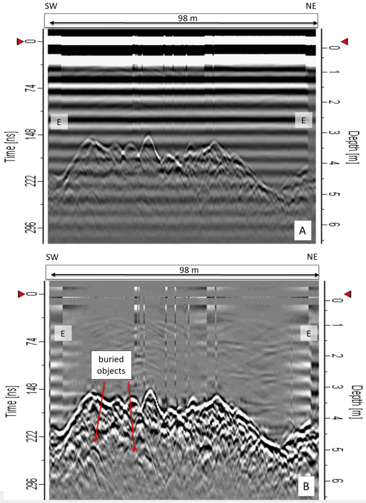 SW NE
98 m
0
0
1
74
2
E E
148
3
Time [ns] Depth [m]
4
222
5
296
6
A
SW NE
98 m
0
0
1
E E
74
2
buried
objects
148
3
Time [ns] Depth [m]
4
222
5
296
6
B